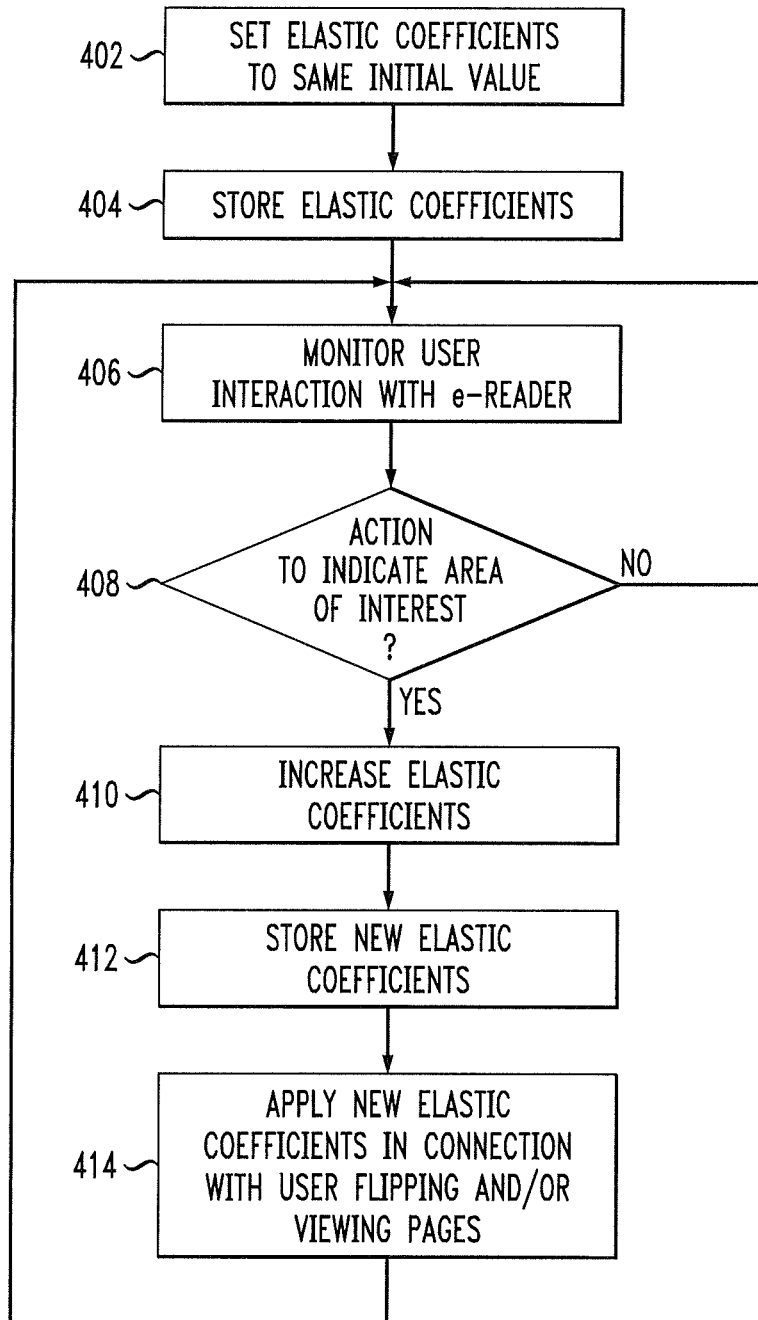 402
SET ELASTIC COEFFICIENTS
TO SAME INITIAL VALUE
404
STORE ELASTIC COEFFICIENTS
406
MONITOR USER
INTERACTION WITH e-READER
408
ACTION
TO INDICATE AREA
OF INTEREST
?
NO
YES
410
INCREASE ELASTIC
COEFFICIENTS
412
STORE NEW ELASTIC
COEFFICIENTS
414
APPLY NEW ELASTIC
COEFFICIENTS IN CONNECTION
WITH USER FLIPPING AND/OR
VIEWING PAGES